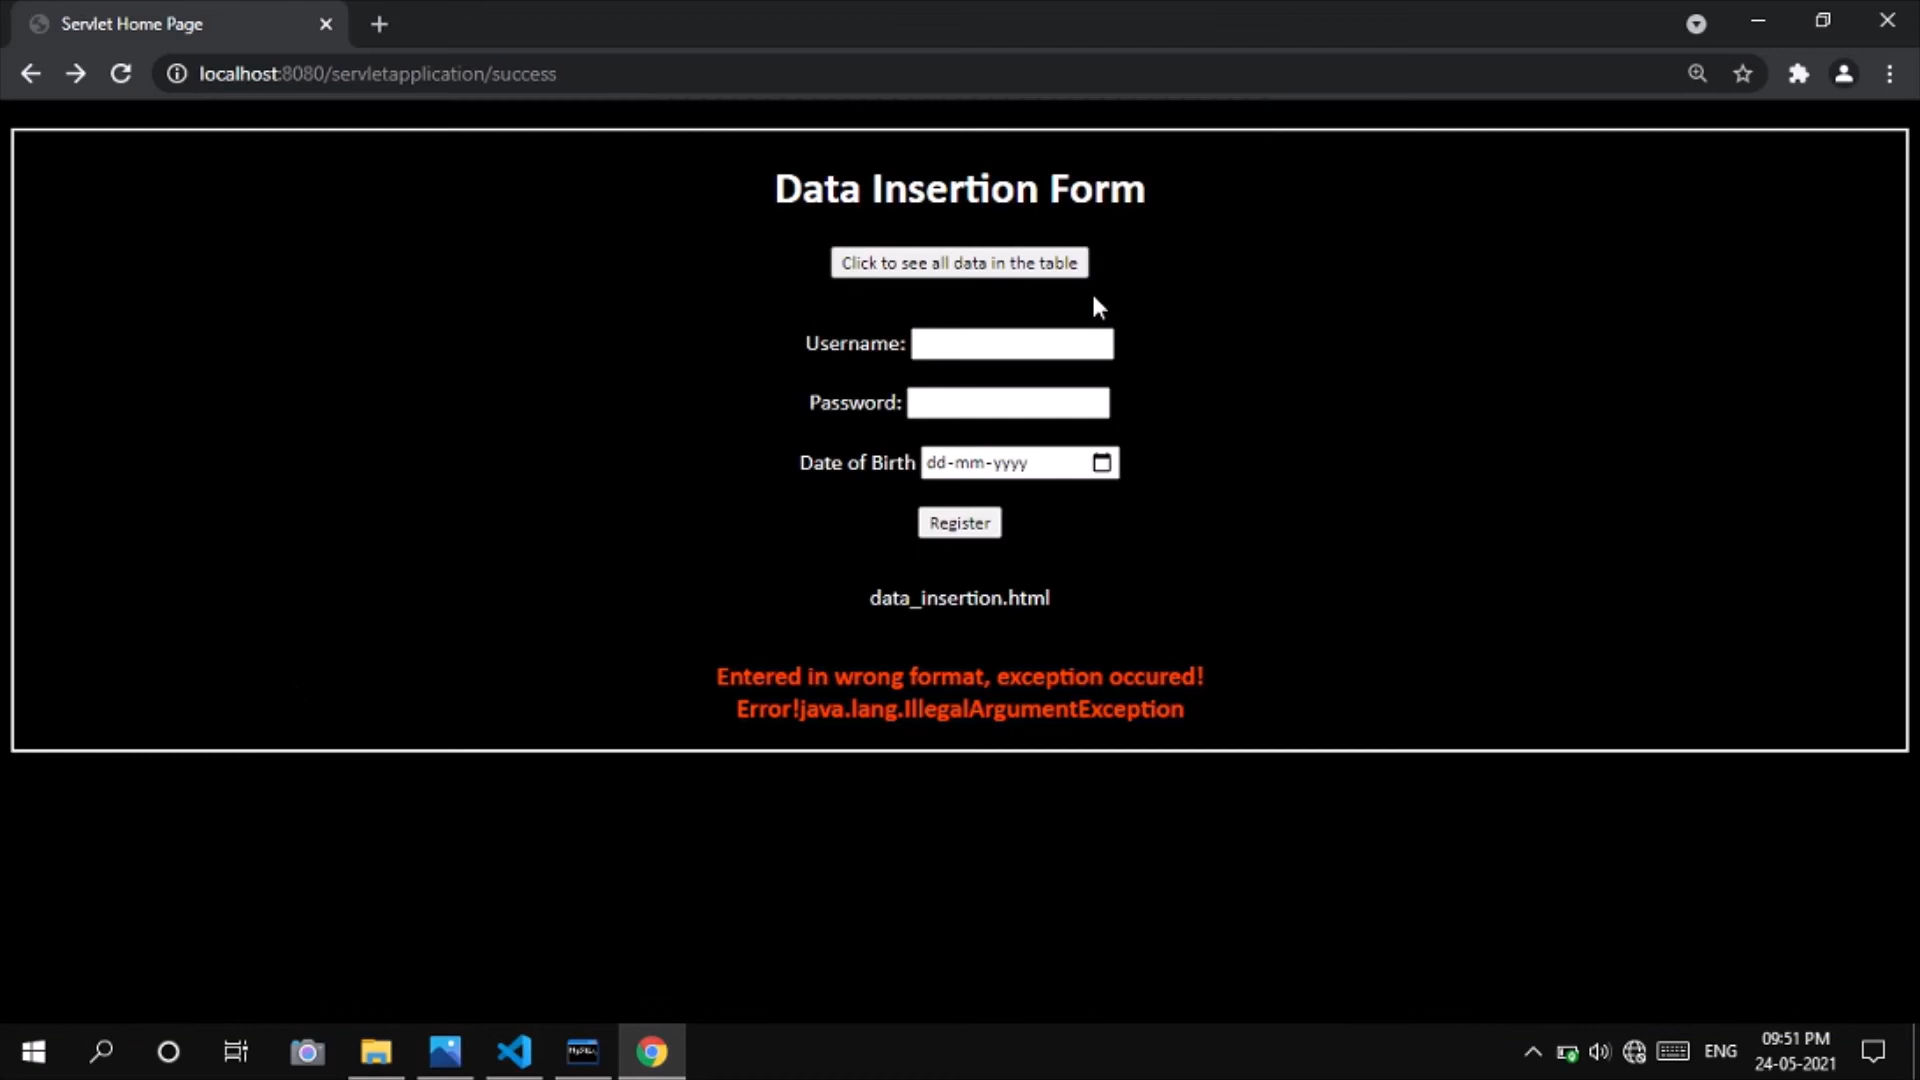 Servlet Home Page
localhost:8080/servletapplication/success
Data Insertion Form
Click to see all data in the table
Username:
Password:
Date of Birth dd-mm-yyyy
Register
data_insertion.html
Entered in wrong format, exception occured!
Error!java.lang.IllegalArgumentException
MySQL
ENG
09:51 PM
24-05-2021